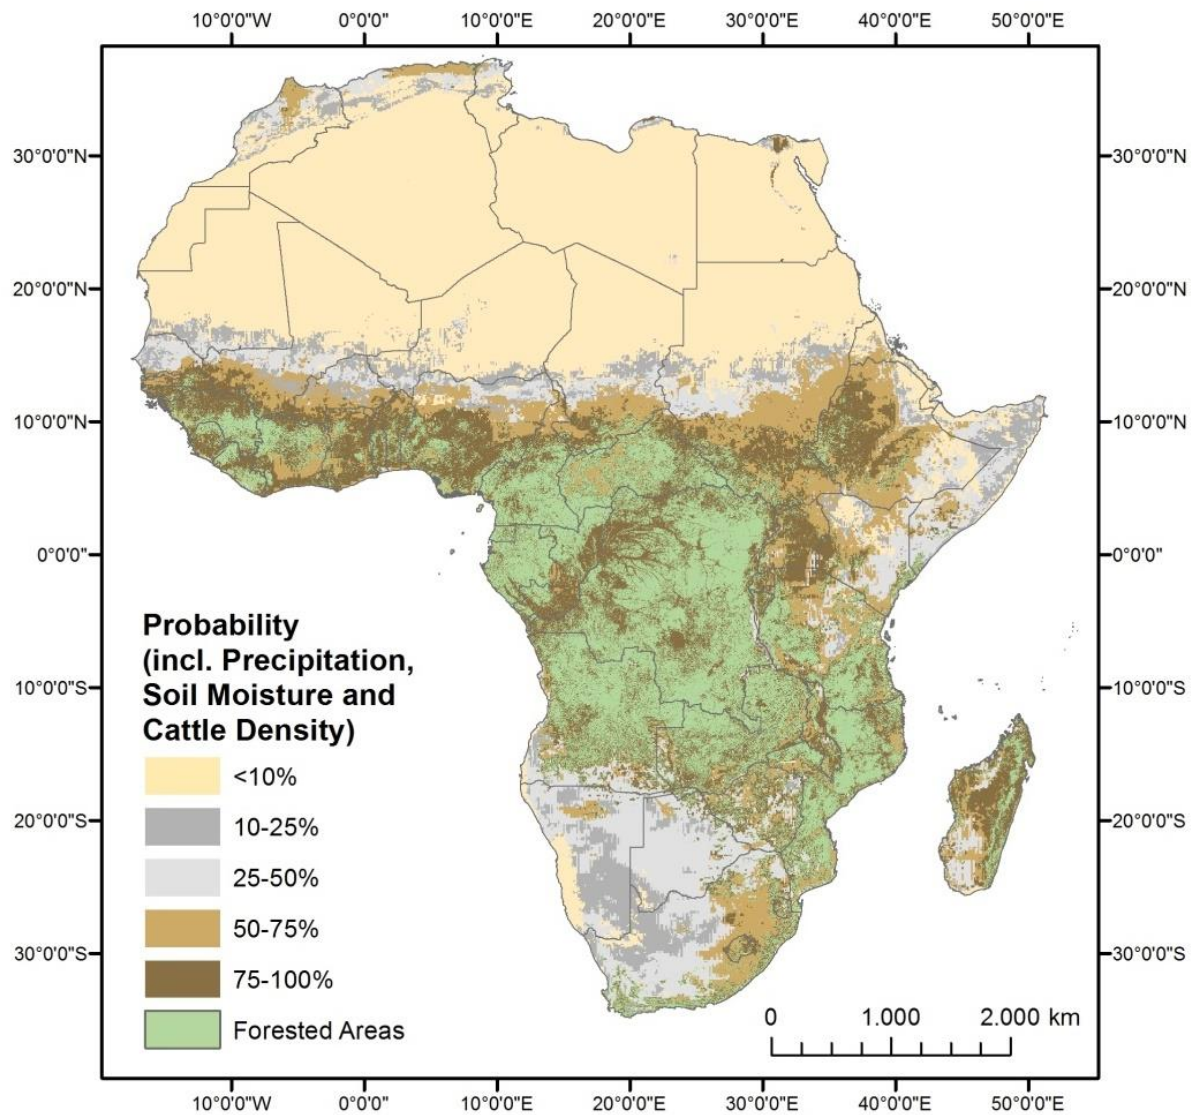 10°0'0"W 0°0'0" 10°0'0"E 20°0'0"E 30°0'0"E 40°0'0"E 50°0'0"E
30°0'0"N 30°0'0"N
20°0'0"N 20°0'0"N
10°0'0"N 10°0'0"N
0°0'0" 0°0'0"
Probability
(incl. Precipitation,
Soil Moisture and
Cattle Density)
10°0'0"S 10°0'0"S
<10%
10-25%
20°0'0"S 20°0'0"S
25-50%
50-75%
30°0'0"S 30°0'0"S
75-100%
Forested Areas
0 1.000 2.000 km
10°0'0"W 0°0'0" 10°0'0"E 20°0'0"E 30°0'0"E 40°0'0"E 50°0'0"E